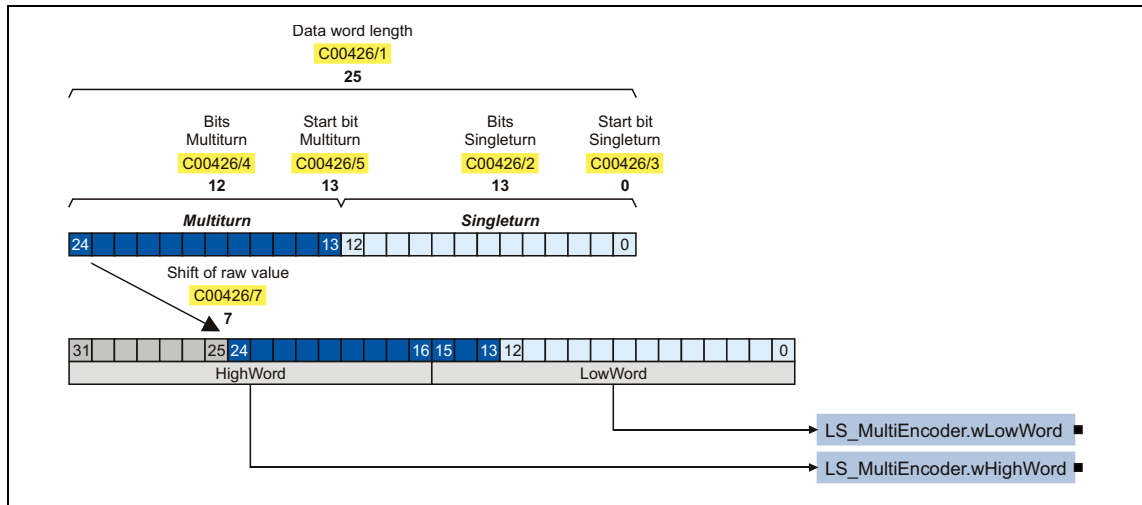 Data word length
C00426/1
25
Bits Multiturn
C00426/4
12
Start bit Multiturn
C00426/5
13
Bits Singleturn
C00426/2
13
Start bit Singleturn
C00426/3
0
Multiturn
Singleturn
24 13 12 0
Shift of raw value
C00426/7
7
31 25 24 16 15 13 12 0
HighWord
LowWord
LS_MultiEncoder.wLowWord
LS_MultiEncoder.wHighWord